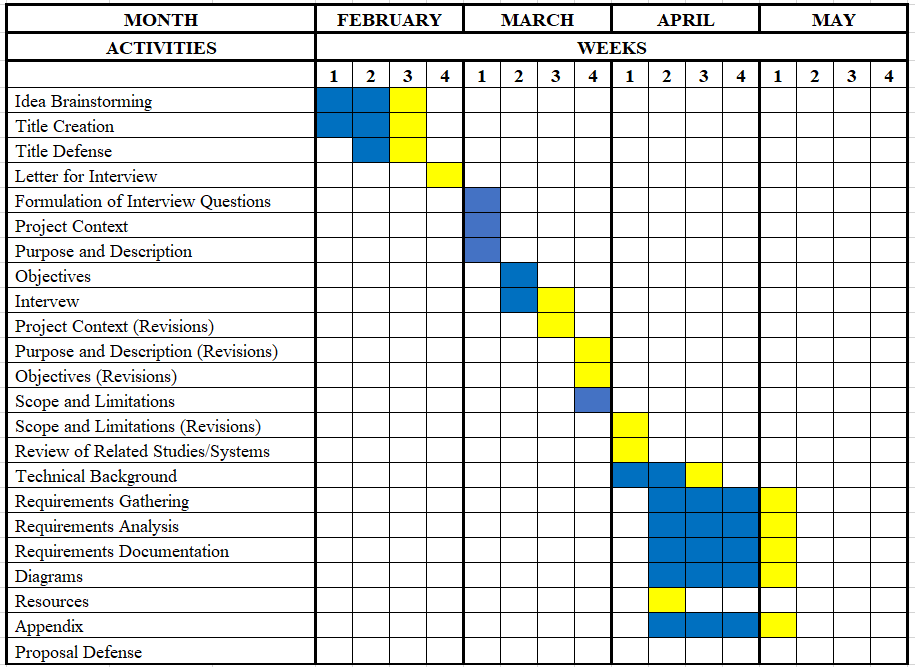 MONTH FEBRUARY MARCH APRIL MAY
ACTIVITIES WEEKS
1 2 3 4 1 2 3 4 1 2 3 4 1 2 3 4
Idea Brainstorming
Title Creation
Title Defense
Letter for Interview
Formulation of Interview Questions
Project Context
Purpose and Description
Objectives
Intervew
Project Context (Revisions)
Purpose and Description (Revisions)
Objectives (Revisions)
Scope and Limitations
Scope and Limitations (Revisions)
Review of Related Studies/Systems
Technical Background
Requirements Gathering
Requirements Analysis
Requirements Documentation
Diagrams
Resources
Appendix
Proposal Defense